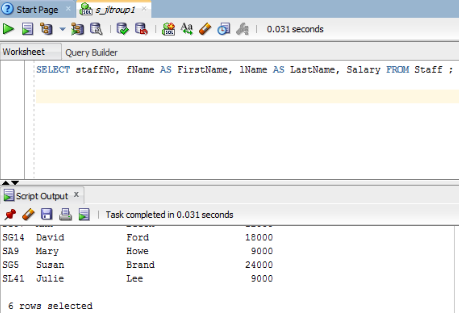 Start Page s_jltroup1
0.031 seconds
Worksheet Query Builder
SELECT staffNo, fName AS FirstName, lName AS LastName, Salary FROM Staff ;
Script Output x
Task completed in 0.031 seconds
SG14 David Ford 18000
SA9 Mary Howe 9000
SG5 Susan Brand 24000
SL41 Julie Lee 9000
6 rows selected